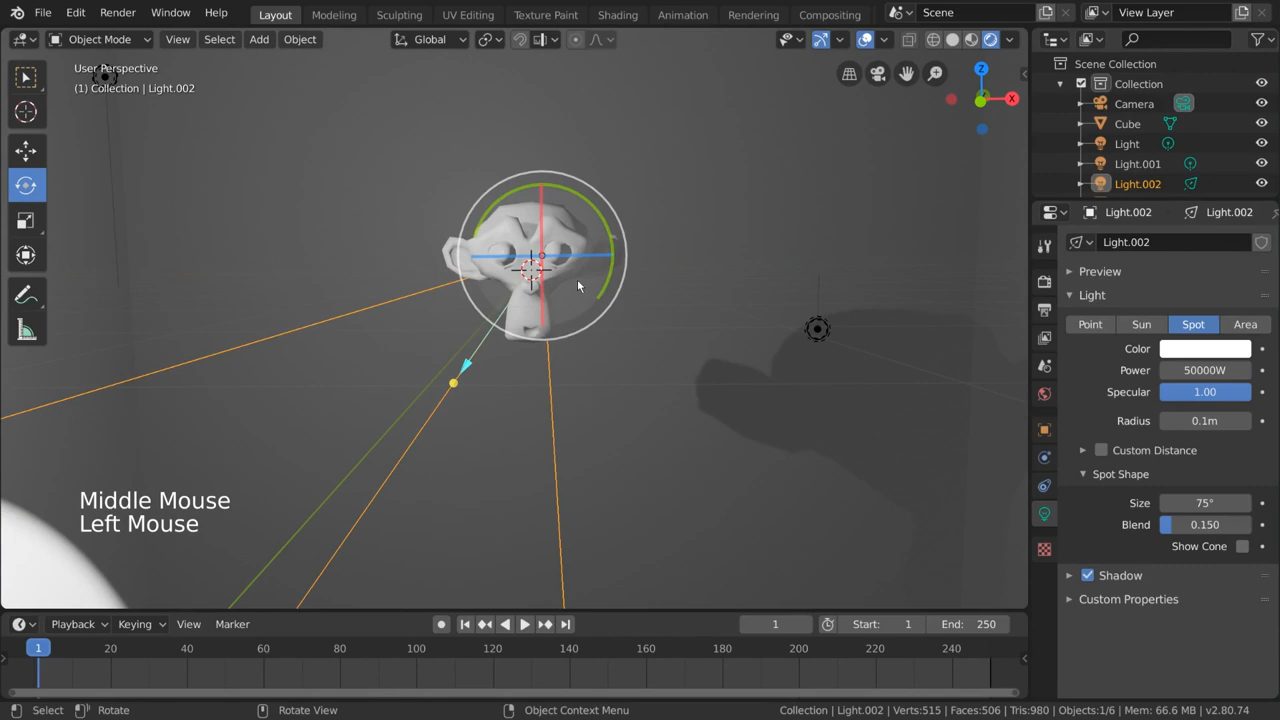 File Edit Render Window Help Layout Modeling Sculpting UV Editing Texture Paint Shading Animation Rendering Compositing Scene View Layer
Object Mode View Select Add Object Global
User Perspective
(1) Collection | Light.002
Z
X
Scene Collection
Collection
Camera
Cube
Light
Light.001
Light.002
Light.002 Light.002
Light.002
Preview
Light
Point Sun Spot Area
Color
Power 50000W
Specular 1.00
Radius 0.1m
Custom Distance
Spot Shape
Size 75°
Blend 0.150
Show Cone
Shadow
Custom Properties
Middle Mouse
Left Mouse
Playback Keying View Marker 1 Start: 1 End: 250
1 20 40 60 80 100 120 140 160 180 200 220 240
Select Rotate Rotate View Object Context Menu Collection | Light.002 | Verts:515 | Faces:506 | Tris:980 | Objects:1/6 | Mem: 66.6 MB | v2.80.74